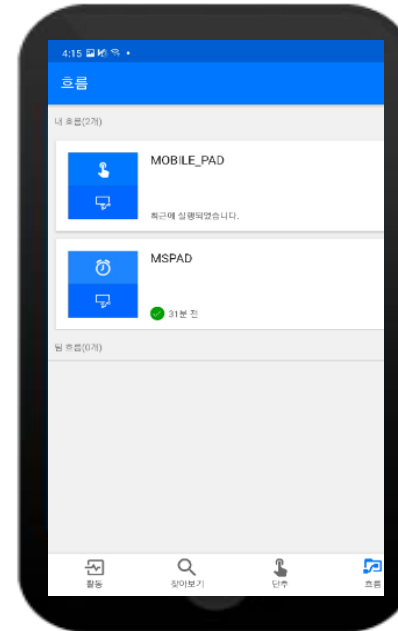 4:15
흐름
내 흐름(2개)
MOBILE_PAD
최근에 실행되었습니다.
MSPAD
31분 전
팀 흐름(0개)
활동
찾아보기
단추
흐름